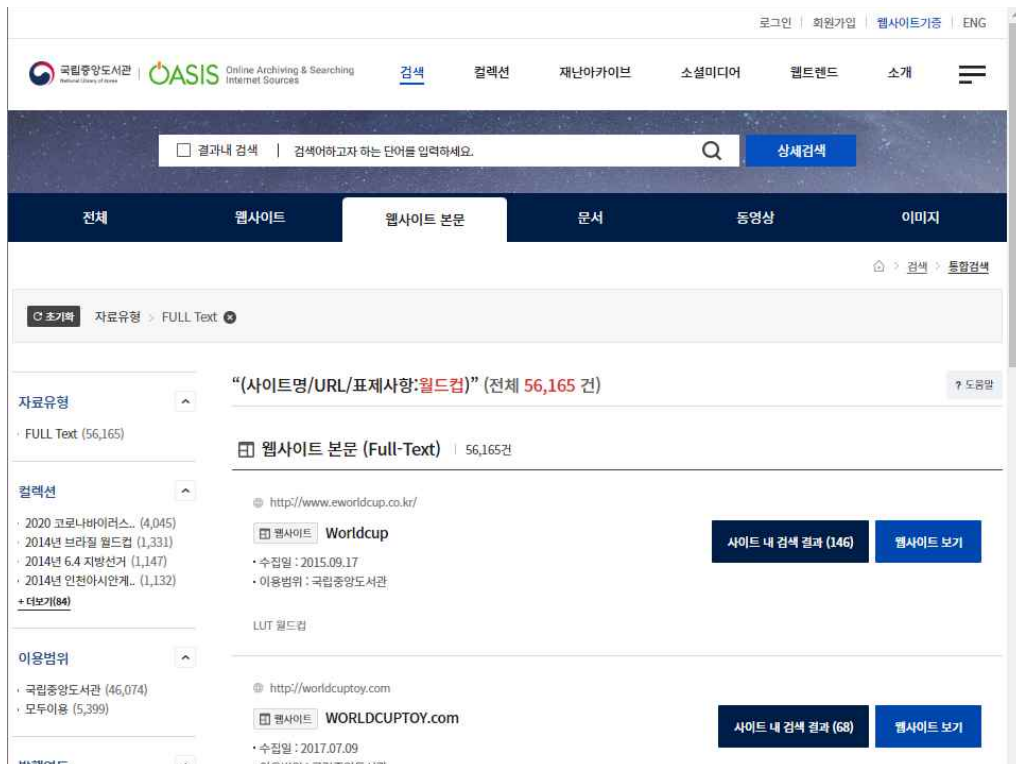 로그인 | 회원가입 | 웹사이트기증 | ENG
국립중앙도서관 National Library of Korea | OASIS Online Archiving & Searching
Internet Sources
검색 컬렉션 재난아카이브 소셜미디어 웹트렌드 소개
결과내 검색 | 검색어하고자 하는 단어를 입력하세요. 상세검색
전체 웹사이트 웹사이트 본문 문서 동영상 이미지
> 검색 > 통합검색
초기화 자료유형 > FULL Text
"(사이트명/URL/표제사항:월드컵)" (전체 56,165 건) ? 도움말
자료유형
· FULL Text (56,165)
컬렉션
· 2020 코로나바이러스.. (4,045)
· 2014년 브라질 월드컵 (1,331)
· 2014년 6.4 지방선거 (1,147)
· 2014년 인천아시안게.. (1,132)
+ 더보기(84)
이용범위
· 국립중앙도서관 (46,074)
· 모두이용 (5,399)
웹사이트 본문 (Full-Text) | 56,165건
http://www.eworldcup.co.kr/
웹사이트 Worldcup
• 수집일 : 2015.09.17
• 이용범위 : 국립중앙도서관
사이트 내 검색 결과 (146) 웹사이트 보기
LUT 월드컵
http://worldcuptoy.com
웹사이트 WORLDCUPTOY.com
• 수집일 : 2017.07.09
사이트 내 검색 결과 (68) 웹사이트 보기